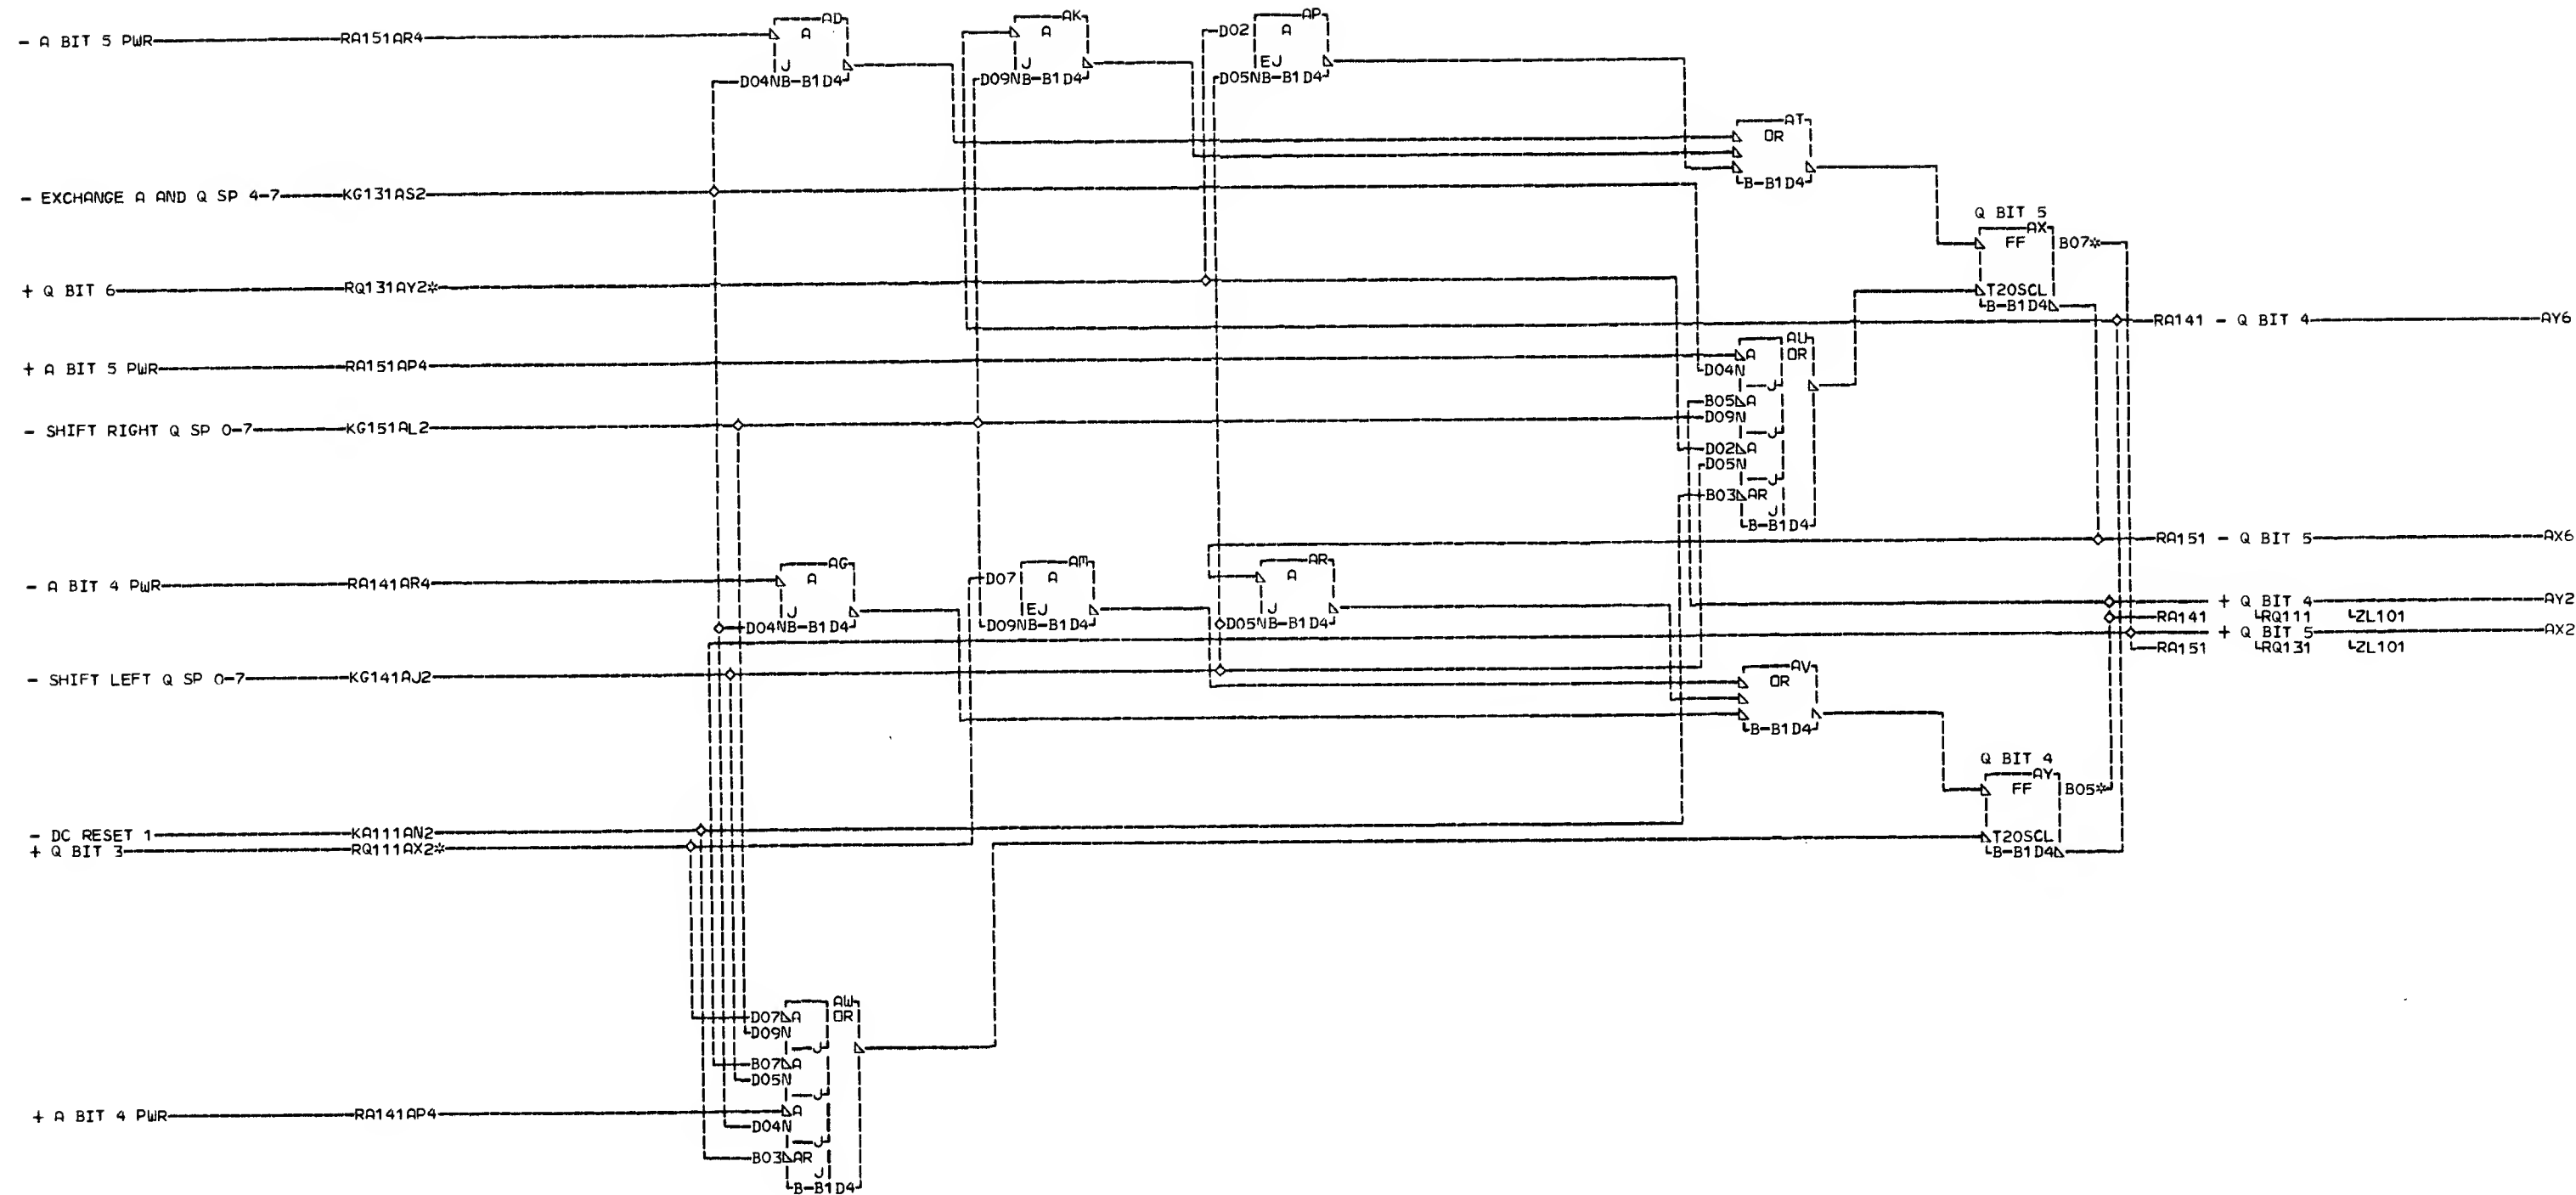 AD
AK
AP
- A BIT 5 PWR RA151AR4 A A D02 A
J J EJ
D04NB-B1D4 D09NB-B1D4 D05NB-B1D4
AT
OR
B-B1D4
- EXCHANGE A AND Q SP 4-7 KG131AS2
Q BIT 5
AX
FF B07*
+ Q BIT 6 RQ131AY2* T20SCL
B-B1D4
RA141 - Q BIT 4 AY6
AU
A OR
+ A BIT 5 PWR RA151AP4 D04N
J
B05 A
- SHIFT RIGHT Q SP 0-7 KG151AL2 D09N
J
D02 A
D05N
J
B03 AR
J
B-B1D4
RA151 - Q BIT 5 AX6
AG AM AR
- A BIT 4 PWR RA141AR4 A D07 A A
+ Q BIT 4 AY2
J EJ J
RA141 RQ111 ZL101
D04NB-B1D4 D09NB-B1D4 D05NB-B1D4
+ Q BIT 5 AX2
RA151 RQ131 ZL101
AV
- SHIFT LEFT Q SP 0-7 KG141AJ2 OR
B-B1D4
Q BIT 4
AY
FF B05*
- DC RESET 1 KA111AN2 T20SCL
+ Q BIT 3 RQ111AX2* B-B1D4
AW
D07 A OR
D09N
J
B07 A
D05N
J
+ A BIT 4 PWR RA141AP4 A
D04N
J
B03 AR
J
B-B1D4